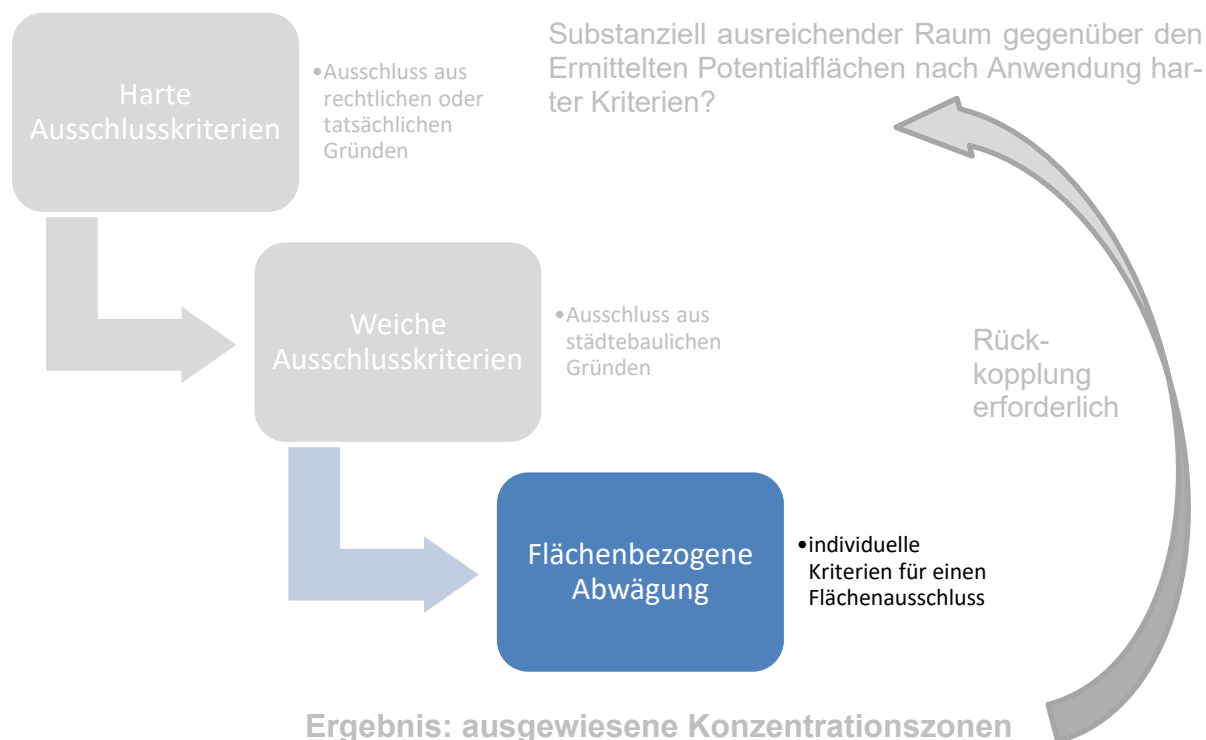 Harte
Ausschlusskriterien
•Ausschluss aus
rechtlichen oder
tatsächlichen
Gründen
Substanziell ausreichender Raum gegenüber den
Ermittelten Potentialflächen nach Anwendung har-
ter Kriterien?
Weiche
Ausschlusskriterien
•Ausschluss aus
städtebaulichen
Gründen
Rück-
kopplung
erforderlich
Flächenbezogene
Abwägung
•individuelle
Kriterien für einen
Flächenausschluss
Ergebnis: ausgewiesene Konzentrationszonen